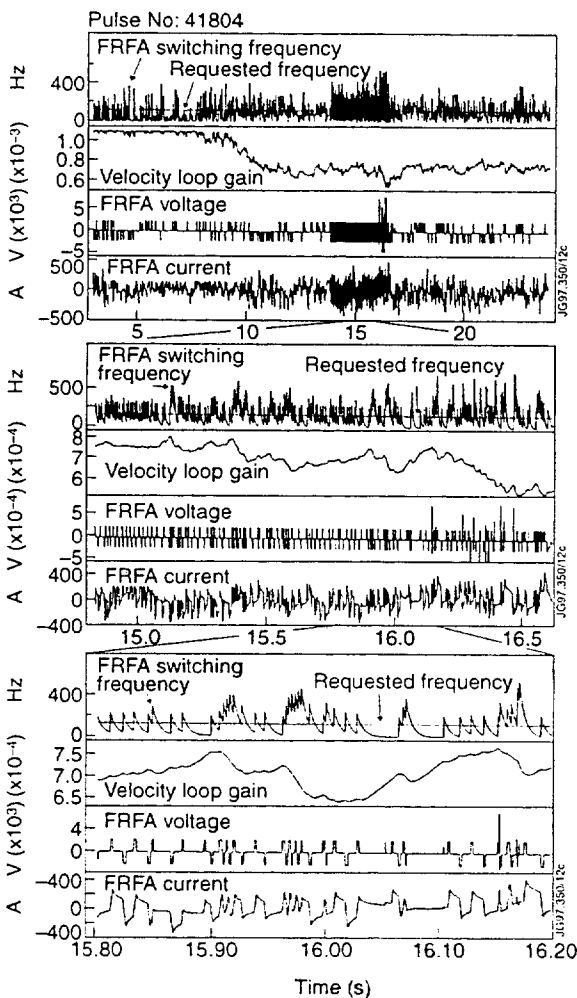 Pulse No: 41804
FRFA switching frequency
Requested frequency
Hz
400
0
Velocity loop gain
(x10⁻³)
1.0
0.8
0.6
FRFA voltage
V (x10³)
5
0
−5
FRFA current
A
500
0
−500
5
10
15
20
JG97.350/12c
FRFA switching
frequency
Requested frequency
Hz
500
0
Velocity loop gain
(x10⁻⁴)
8
7
6
FRFA voltage
V (x10⁻⁴)
5
0
−5
FRFA current
A
400
0
−400
15.0
15.5
16.0
16.5
JG97.350/12c
FRFA switching
frequency
Requested frequency
Hz
400
0
Velocity loop gain
(x10⁻⁴)
7.5
7.0
6.5
FRFA voltage
V (x10³)
4
0
FRFA current
A
−400
0
−400
15.80
15.90
16.00
16.10
16.20
JG97.350/12c
Time (s)